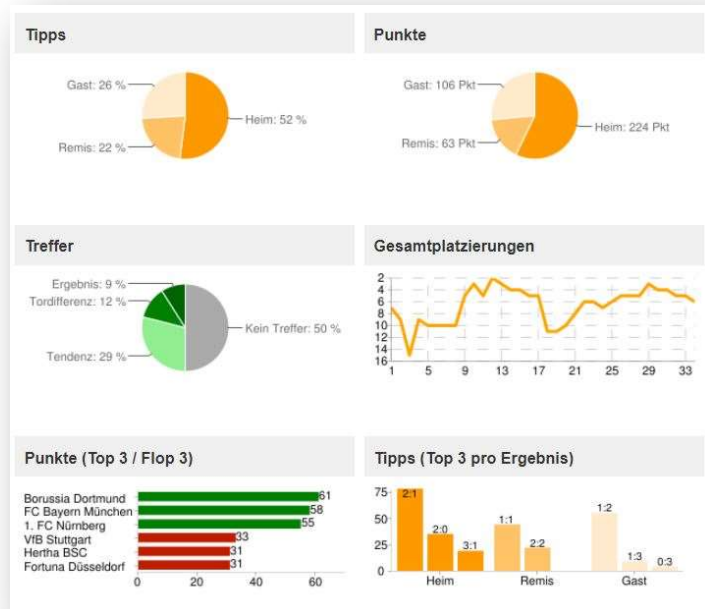 Tipps
Punkte
Gast: 26 %
Heim: 52 %
Remis: 22 %
Gast: 106 Pkt
Heim: 224 Pkt
Remis: 63 Pkt
Treffer
Gesamtplatzierungen
Ergebnis: 9 %
Tordifferenz: 12 %
Kein Treffer: 50 %
Tendenz: 29 %
2
4
6
8
10
12
14
16
1 5 9 13 17 21 25 29 33
Punkte (Top 3 / Flop 3)
Tipps (Top 3 pro Ergebnis)
Borussia Dortmund 61
FC Bayern München 58
1. FC Nürnberg 55
VfB Stuttgart 33
Hertha BSC 31
Fortuna Düsseldorf 31
0 20 40 60
75
50
25
0
2:1 2:0 3:1 1:1 2:2 1:2 1:3 0:3
Heim Remis Gast